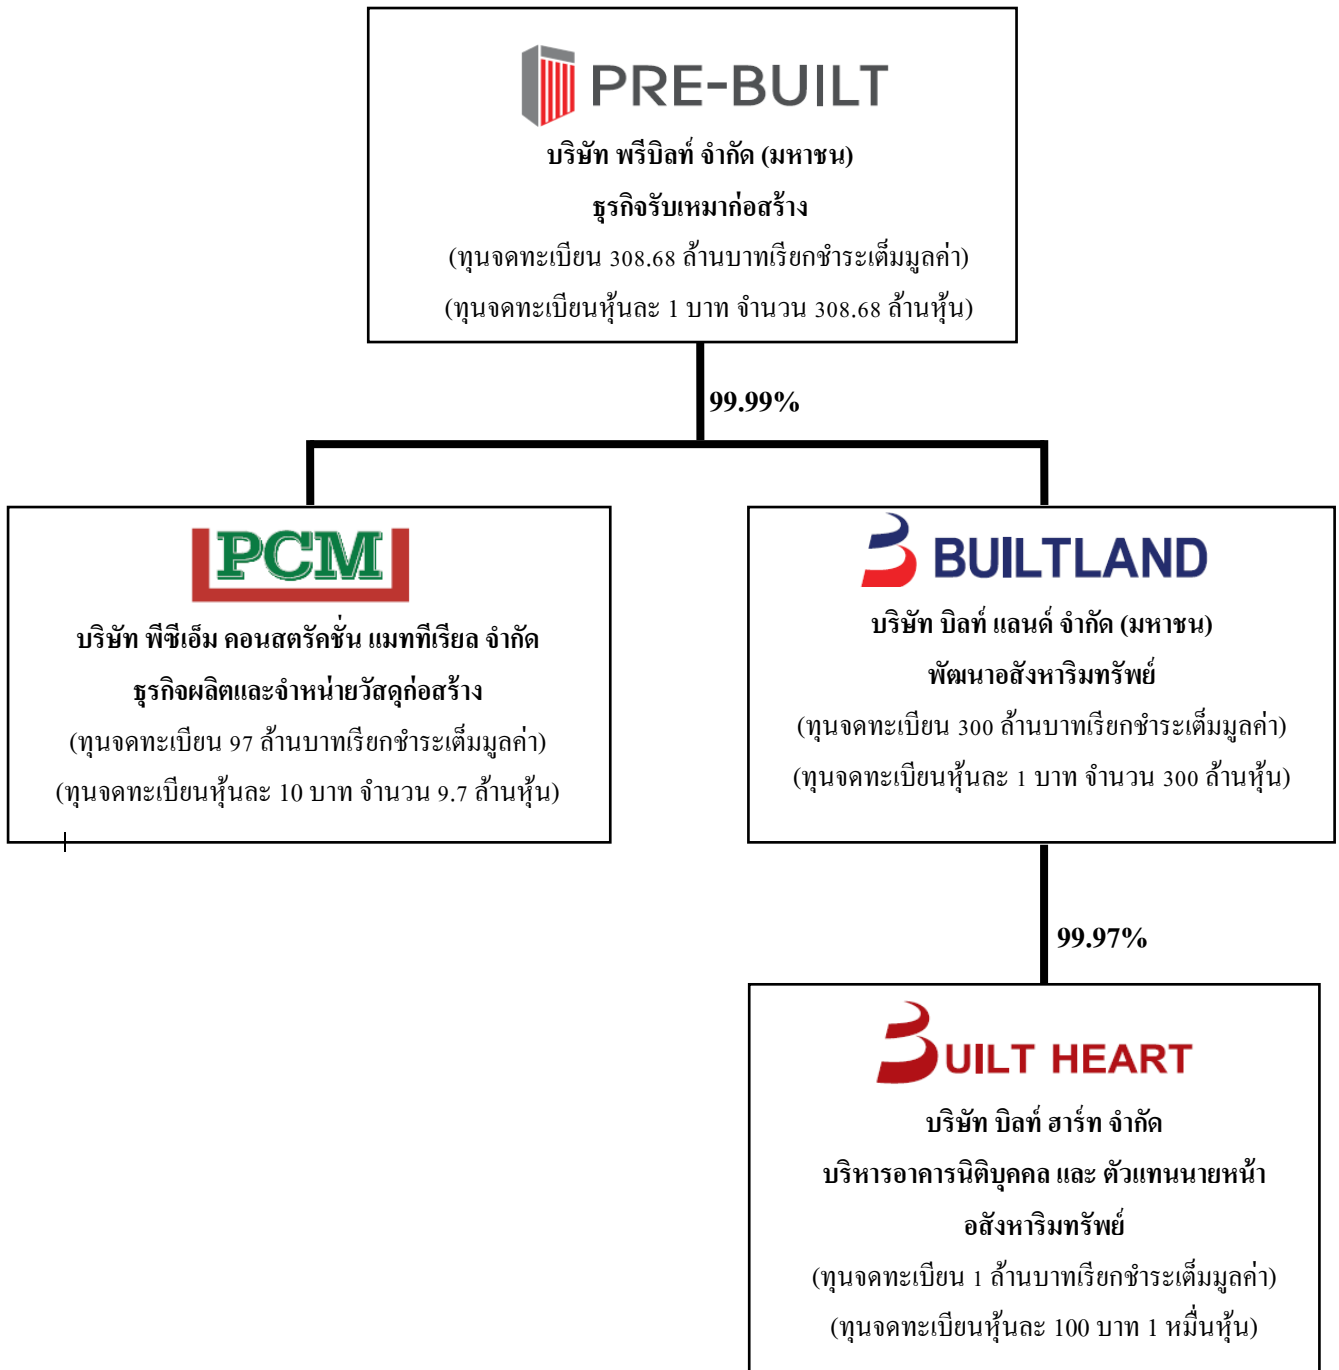 PRE-BUILT
บริษัท พรีบิลท์ จำกัด (มหาชน)
ธุรกิจรับเหมาก่อสร้าง
(ทุนจดทะเบียน 308.68 ล้านบาทเรียกชำระเต็มมูลค่า)
(ทุนจดทะเบียนหุ้นละ 1 บาท จำนวน 308.68 ล้านหุ้น)
99.99%
PCM
บริษัท พีซีเอ็ม คอนสตรัคชั่น แมททีเรียล จำกัด
ธุรกิจผลิตและจำหน่ายวัสดุก่อสร้าง
(ทุนจดทะเบียน 97 ล้านบาทเรียกชำระเต็มมูลค่า)
(ทุนจดทะเบียนหุ้นละ 10 บาท จำนวน 9.7 ล้านหุ้น)
BUILTLAND
บริษัท บิลท์ แลนด์ จำกัด (มหาชน)
พัฒนาอสังหาริมทรัพย์
(ทุนจดทะเบียน 300 ล้านบาทเรียกชำระเต็มมูลค่า)
(ทุนจดทะเบียนหุ้นละ 1 บาท จำนวน 300 ล้านหุ้น)
99.97%
BUILT HEART
บริษัท บิลท์ ฮาร์ท จำกัด
บริหารอาคารนิติบุคคล และ ตัวแทนนายหน้า
อสังหาริมทรัพย์
(ทุนจดทะเบียน 1 ล้านบาทเรียกชำระเต็มมูลค่า)
(ทุนจดทะเบียนหุ้นละ 100 บาท 1 หมื่นหุ้น)